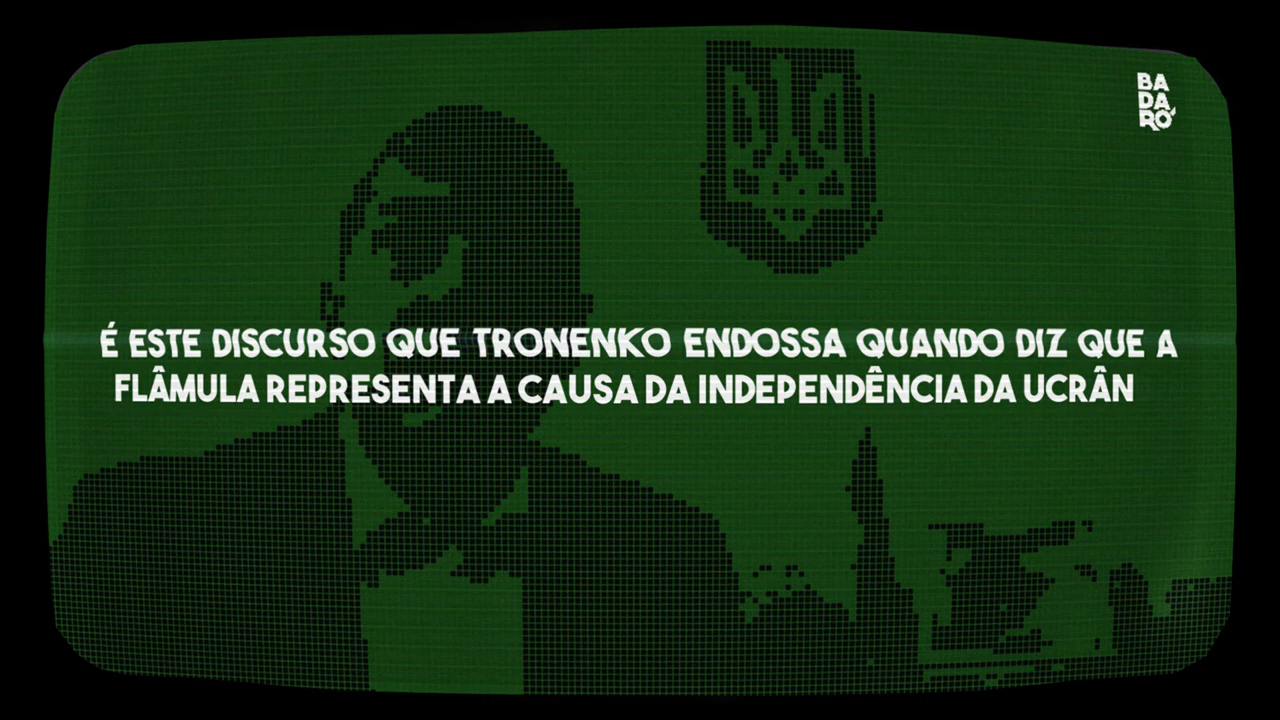 BA
DA
RÓ
É ESTE DISCURSO QUE TRONENKO ENDOSSA QUANDO DIZ QUE A
FLÂMULA REPRESENTA A CAUSA DA INDEPENDÊNCIA DA UCRÂN